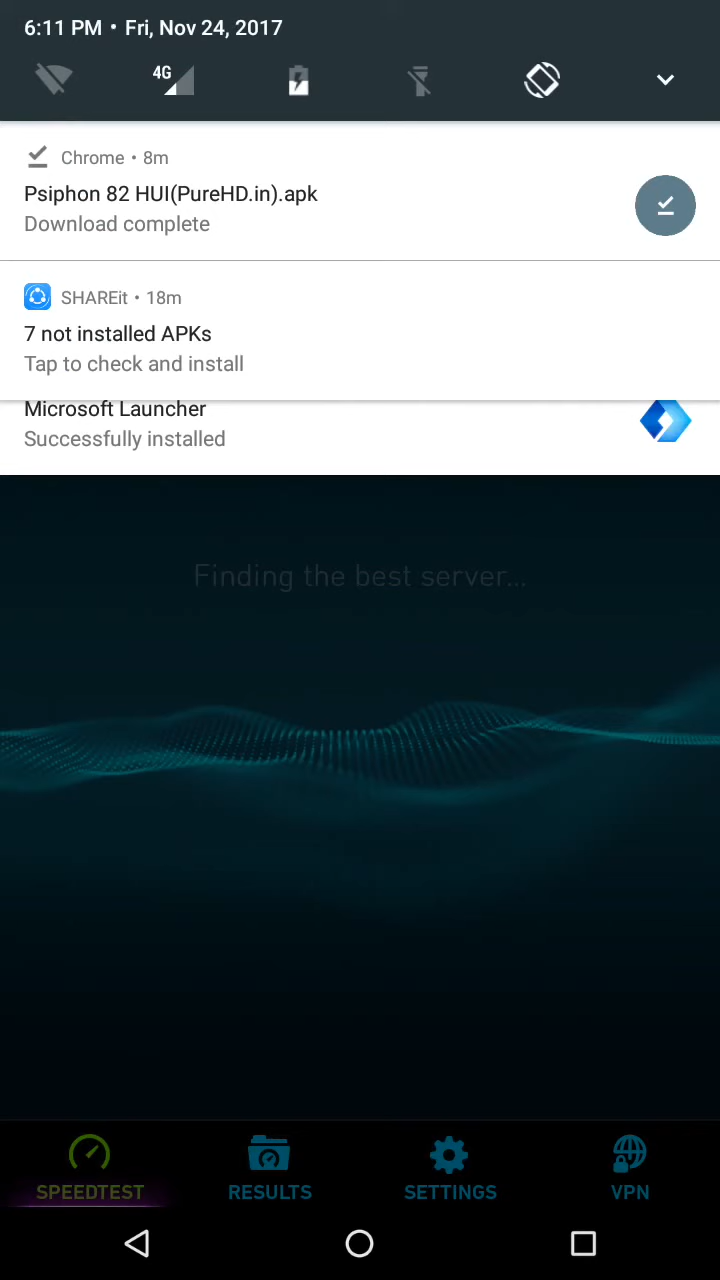 6:11 PM • Fri, Nov 24, 2017
4G
Chrome • 8m
Psiphon 82 HUI(PureHD.in).apk
Download complete
SHAREit • 18m
7 not installed APKs
Tap to check and install
Microsoft Launcher
Successfully installed
Finding the best server...
SPEEDTEST RESULTS SETTINGS VPN